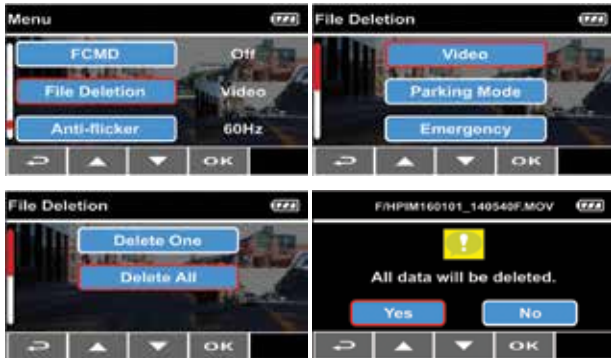 Menu
FCMD Off
File Deletion Video
Anti-flicker 60Hz
OK
File Deletion
Video
Parking Mode
Emergency
OK
File Deletion
Delete One
Delete All
OK
F/HPIM160101_140540F.MOV
!
All data will be deleted.
Yes No
OK